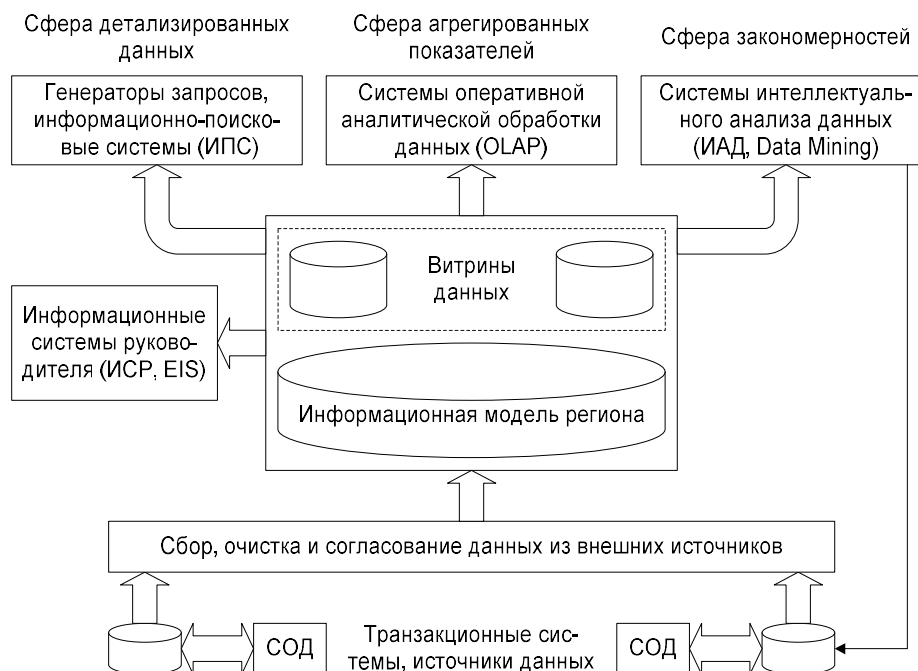 Сфера детализированных
данных
Сфера агрегированных
показателей
Сфера закономерностей
Генераторы запросов,
информационно-поиско-
вые системы (ИПС)
Системы оперативной
аналитической обработки
данных (OLAP)
Системы интеллектуаль-
ного анализа данных
(ИАД, Data Mining)
Витрины
данных
Информационные
системы руково-
дителя (ИСР, EIS)
Информационная модель региона
Сбор, очистка и согласование данных из внешних источников
СОД
Транзакционные сис-
темы, источники данных
СОД